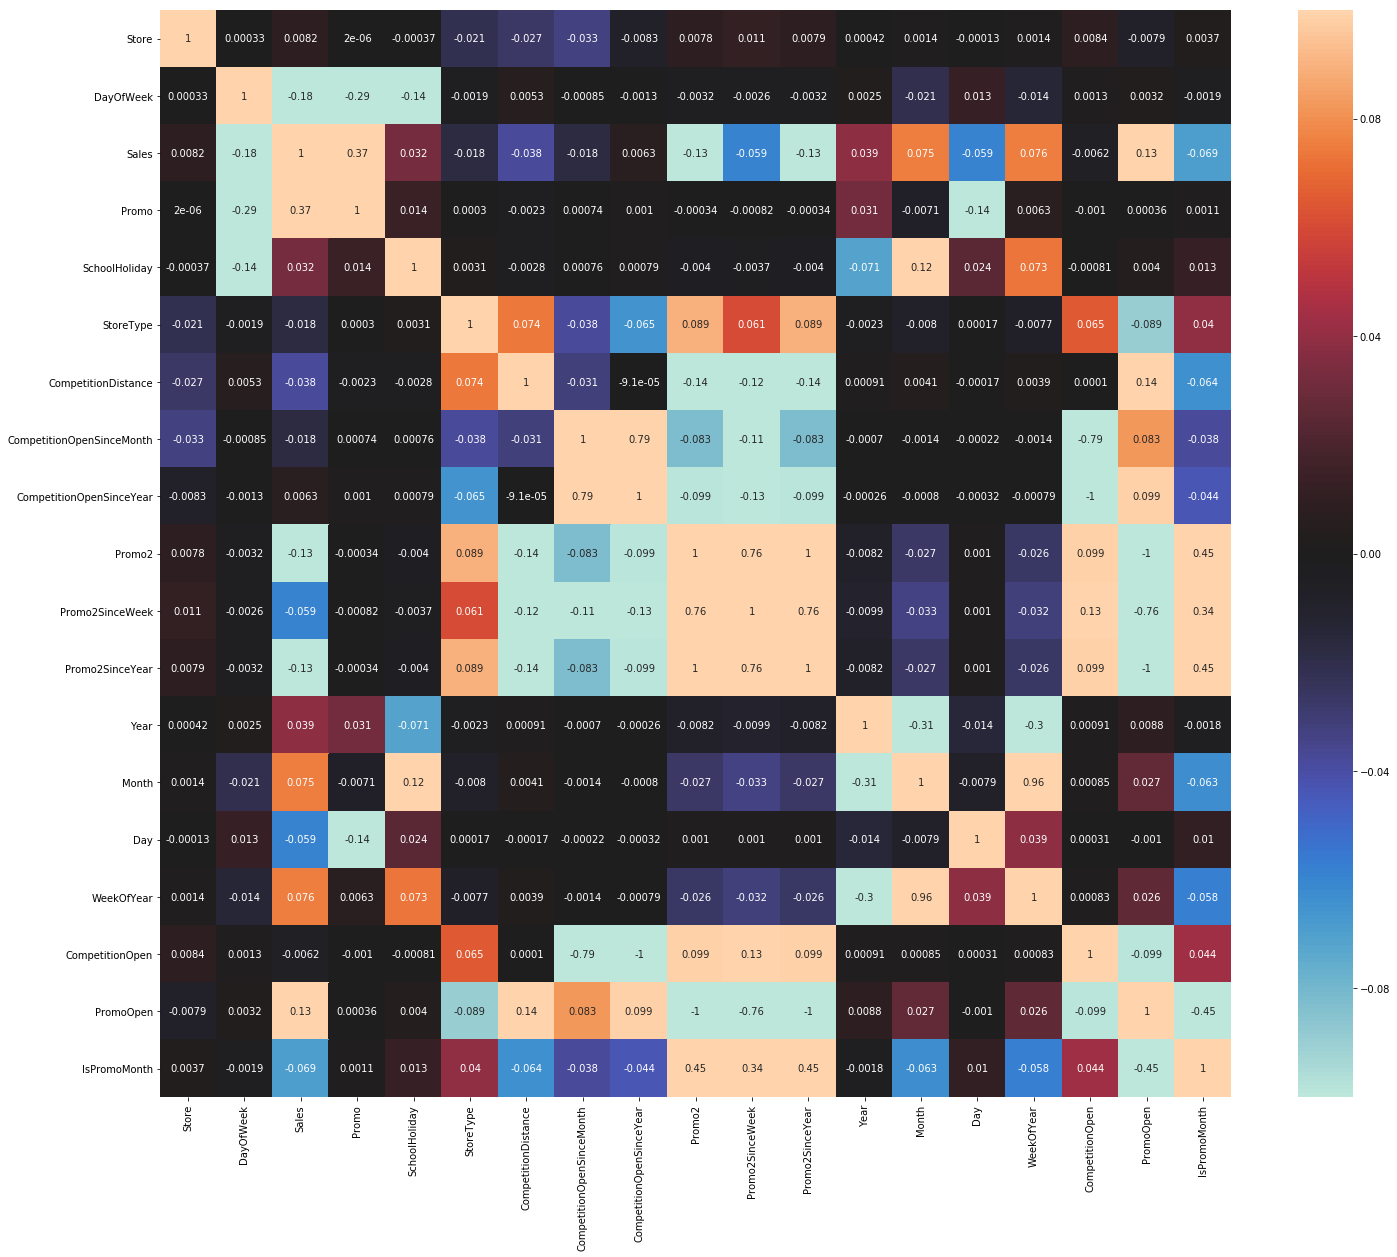 Store 1 0.00033 0.0082 2e-06 -0.00037 -0.021 -0.027 -0.033 -0.0083 0.0078 0.011 0.0079 0.00042 0.0014 -0.00013 0.0014 0.0084 -0.0079 0.0037
DayOfWeek 0.00033 1 -0.18 -0.29 -0.14 -0.0019 0.0053 -0.00085 -0.0013 -0.0032 -0.0026 -0.0032 0.0025 -0.021 0.013 -0.014 0.0013 0.0032 -0.0019
Sales 0.0082 -0.18 1 0.37 0.032 -0.018 -0.038 -0.018 0.0063 -0.13 -0.059 -0.13 0.039 0.075 -0.059 0.076 -0.0062 0.13 -0.069
Promo 2e-06 -0.29 0.37 1 0.014 0.0003 -0.0023 0.00074 0.001 -0.00034 -0.00082 -0.00034 0.031 -0.0071 -0.14 0.0063 -0.001 0.00036 0.0011
SchoolHoliday -0.00037 -0.14 0.032 0.014 1 0.0031 -0.0028 0.00076 0.00079 -0.004 -0.0037 -0.004 -0.071 0.12 0.024 0.073 -0.00081 0.004 0.013
StoreType -0.021 -0.0019 -0.018 0.0003 0.0031 1 0.074 -0.038 -0.065 0.089 0.061 0.089 -0.0023 -0.008 0.00017 -0.0077 0.065 -0.089 0.04
CompetitionDistance -0.027 0.0053 -0.038 -0.0023 -0.0028 0.074 1 -0.031 -9.1e-05 -0.14 -0.12 -0.14 0.00091 0.0041 -0.00017 0.0039 0.0001 0.14 -0.064
CompetitionOpenSinceMonth -0.033 -0.00085 -0.018 0.00074 0.00076 -0.038 -0.031 1 0.79 -0.083 -0.11 -0.083 -0.0007 -0.0014 -0.00022 -0.0014 -0.79 0.083 -0.038
CompetitionOpenSinceYear -0.0083 -0.0013 0.0063 0.001 0.00079 -0.065 -9.1e-05 0.79 1 -0.099 -0.13 -0.099 -0.00026 -0.0008 -0.00032 -0.00079 -1 0.099 -0.044
Promo2 0.0078 -0.0032 -0.13 -0.00034 -0.004 0.089 -0.14 -0.083 -0.099 1 0.76 1 -0.0082 -0.027 0.001 -0.026 0.099 -1 0.45
Promo2SinceWeek 0.011 -0.0026 -0.059 -0.00082 -0.0037 0.061 -0.12 -0.11 -0.13 0.76 1 0.76 -0.0099 -0.033 0.001 -0.032 0.13 -0.76 0.34
Promo2SinceYear 0.0079 -0.0032 -0.13 -0.00034 -0.004 0.089 -0.14 -0.083 -0.099 1 0.76 1 -0.0082 -0.027 0.001 -0.026 0.099 -1 0.45
Year 0.00042 0.0025 0.039 0.031 -0.071 -0.0023 0.00091 -0.0007 -0.00026 -0.0082 -0.0099 -0.0082 1 -0.31 -0.014 -0.3 0.00091 0.0088 -0.0018
Month 0.0014 -0.021 0.075 -0.0071 0.12 -0.008 0.0041 -0.0014 -0.0008 -0.027 -0.033 -0.027 -0.31 1 -0.0079 0.96 0.00085 0.027 -0.063
Day -0.00013 0.013 -0.059 -0.14 0.024 0.00017 -0.00017 -0.00022 -0.00032 0.001 0.001 0.001 -0.014 -0.0079 1 0.039 0.00031 -0.001 0.01
WeekOfYear 0.0014 -0.014 0.076 0.0063 0.073 -0.0077 0.0039 -0.0014 -0.00079 -0.026 -0.032 -0.026 -0.3 0.96 0.039 1 0.00083 0.026 -0.058
CompetitionOpen 0.0084 0.0013 -0.0062 -0.001 -0.00081 0.065 0.0001 -0.79 -1 0.099 0.13 0.099 0.00091 0.00085 0.00031 0.00083 1 -0.099 0.044
PromoOpen -0.0079 0.0032 0.13 0.00036 0.004 -0.089 0.14 0.083 0.099 -1 -0.76 -1 0.0088 0.027 -0.001 0.026 -0.099 1 -0.45
IsPromoMonth 0.0037 -0.0019 -0.069 0.0011 0.013 0.04 -0.064 -0.038 -0.044 0.45 0.34 0.45 -0.0018 -0.063 0.01 -0.058 0.044 -0.45 1
Store
DayOfWeek
Sales
Promo
SchoolHoliday
StoreType
CompetitionDistance
CompetitionOpenSinceMonth
CompetitionOpenSinceYear
Promo2
Promo2SinceWeek
Promo2SinceYear
Year
Month
Day
WeekOfYear
CompetitionOpen
PromoOpen
IsPromoMonth
0.08
0.04
0.00
−0.04
−0.08